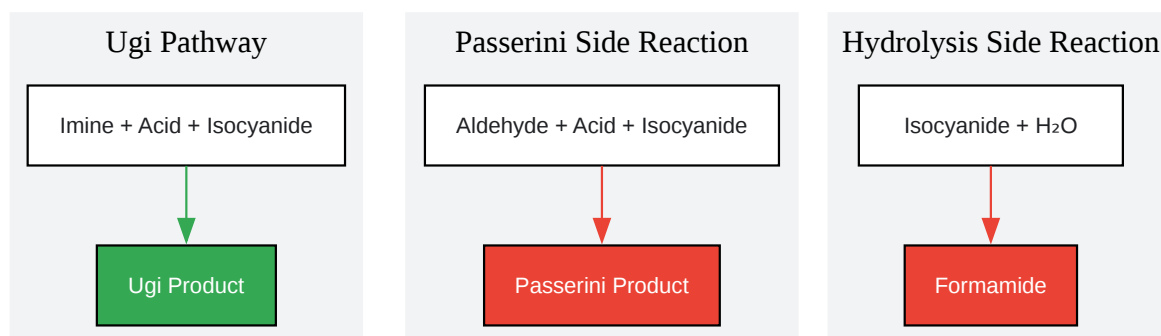 Ugi Pathway
Imine + Acid + Isocyanide
Ugi Product
Passerini Side Reaction
Aldehyde + Acid + Isocyanide
Passerini Product
Hydrolysis Side Reaction
Isocyanide + H₂O
Formamide